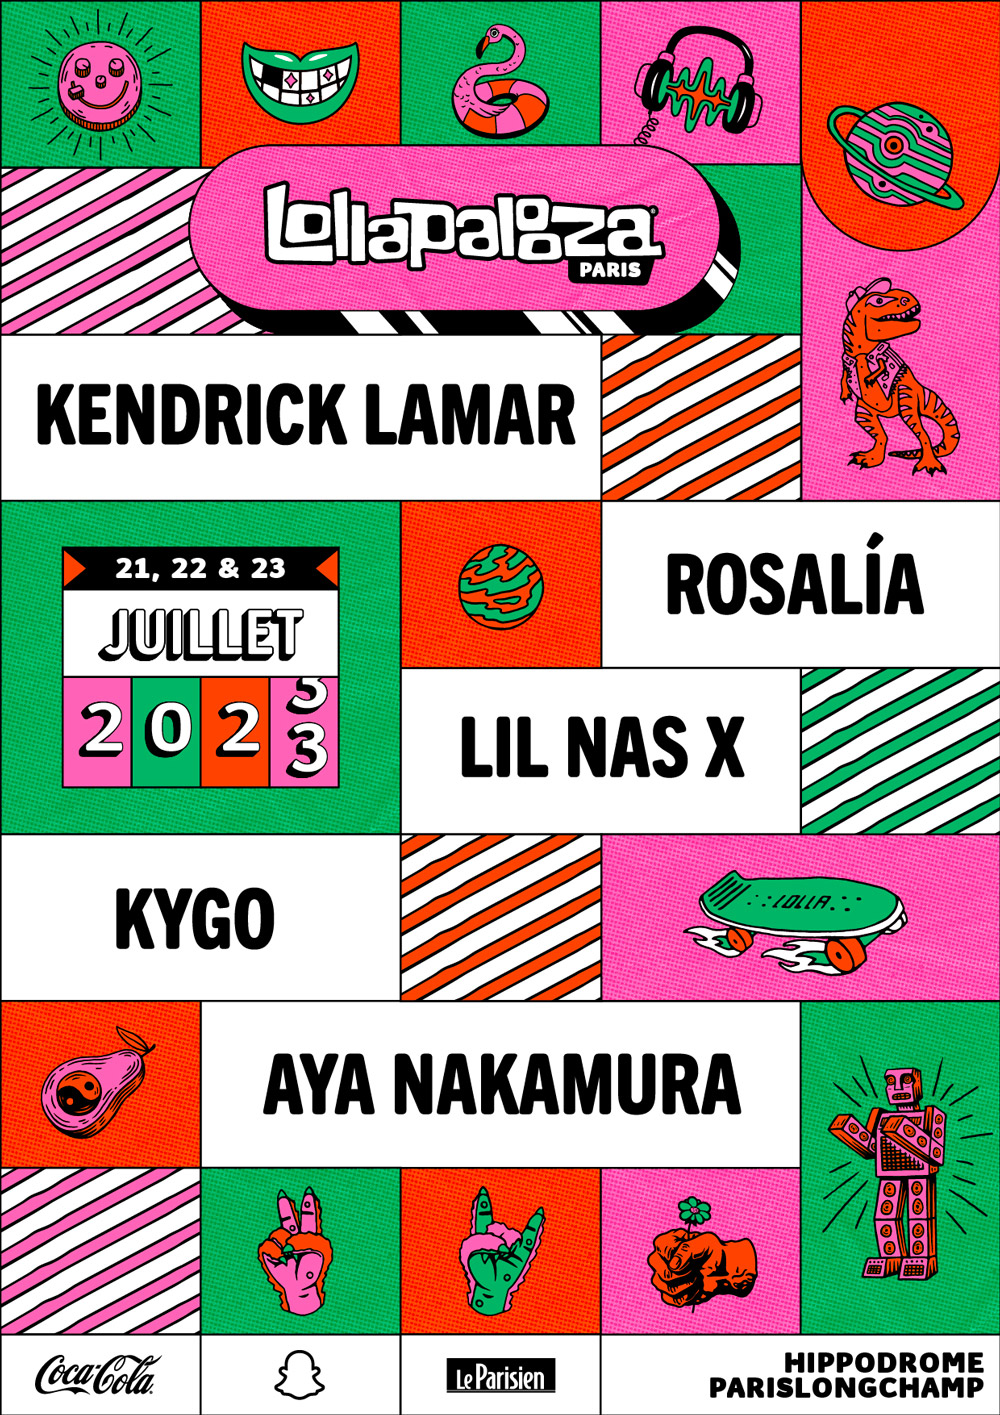 Lollapalooza
PARIS
KENDRICK LAMAR
21, 22 & 23
JUILLET
2023
3
ROSALÍA
LIL NAS X
KYGO
LOLLA
AYA NAKAMURA
Coca-Cola
Le Parisien
HIPPODROME
PARISLONGCHAMP